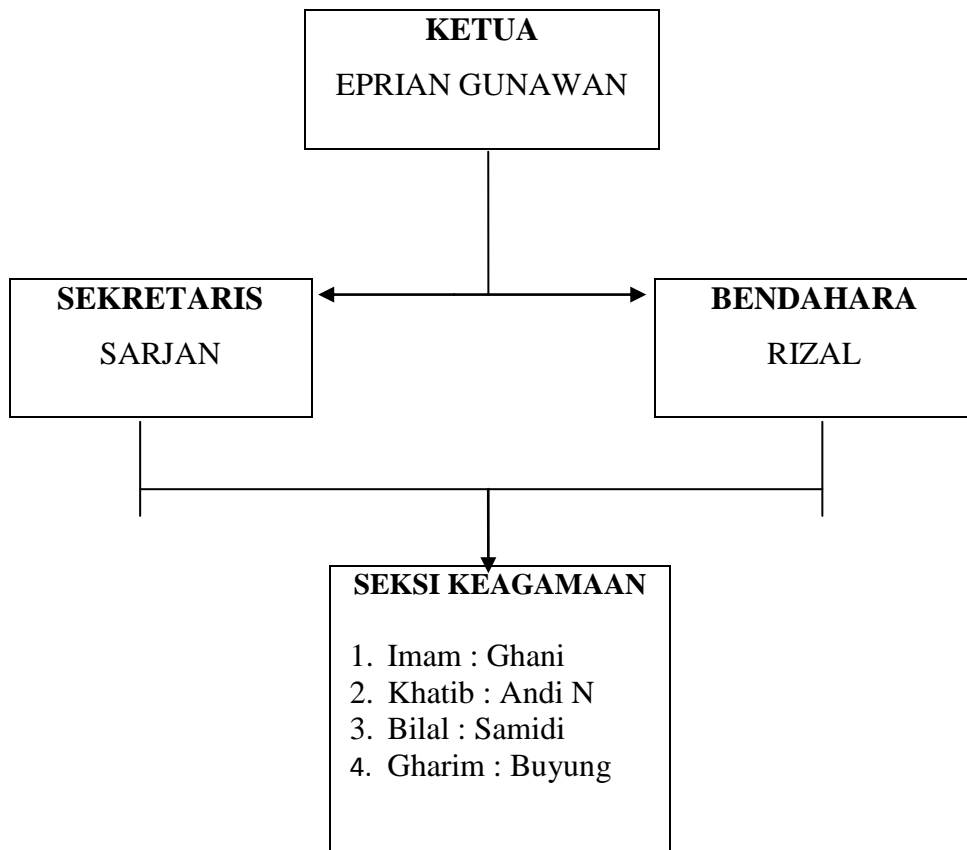 KETUA
EPRIAN GUNAWAN
SEKRETARIS
SARJAN
BENDAHARA
RIZAL
SEKSI KEAGAMAAN
1. Imam : Ghani
2. Khatib : Andi N
3. Bilal : Samidi
4. Gharim : Buyung